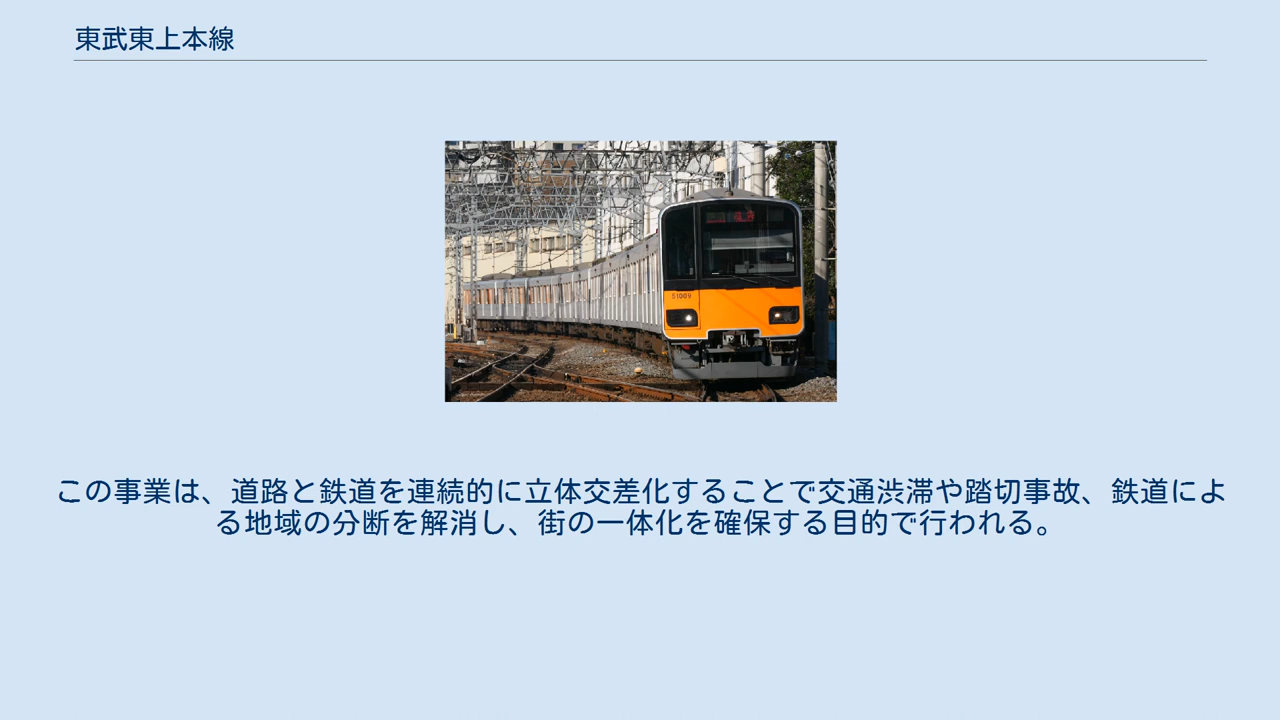 東武東上本線
51009
この事業は、道路と鉄道を連続的に立体交差化することで交通渋滞や踏切事故、鉄道によ
る地域の分断を解消し、街の一体化を確保する目的で行われる。